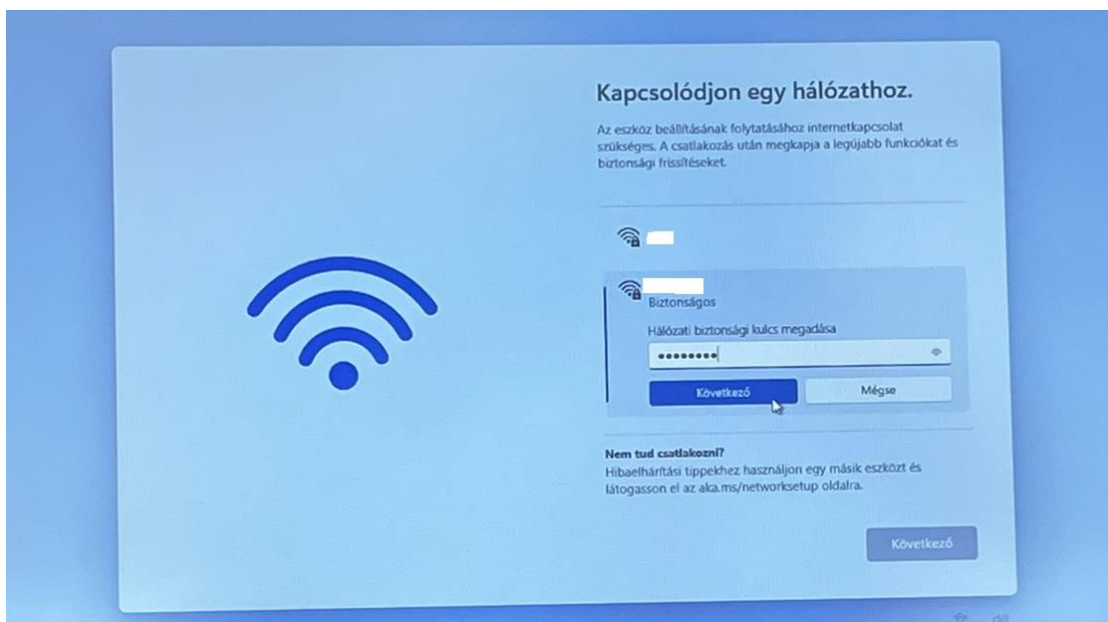 Kapcsolódjon egy hálózathoz.
Az eszköz beállításának folytatásához internetkapcsolat
szükséges. A csatlakozás után megkapja a legújabb funkciókat és
biztonsági frissítéseket.
Biztonságos
Hálózati biztonsági kulcs megadása
Következő
Mégse
Nem tud csatlakozni?
Hibaelhárítási tippekhez használjon egy másik eszközt és
látogasson el az aka.ms/networksetup oldalra.
Következő